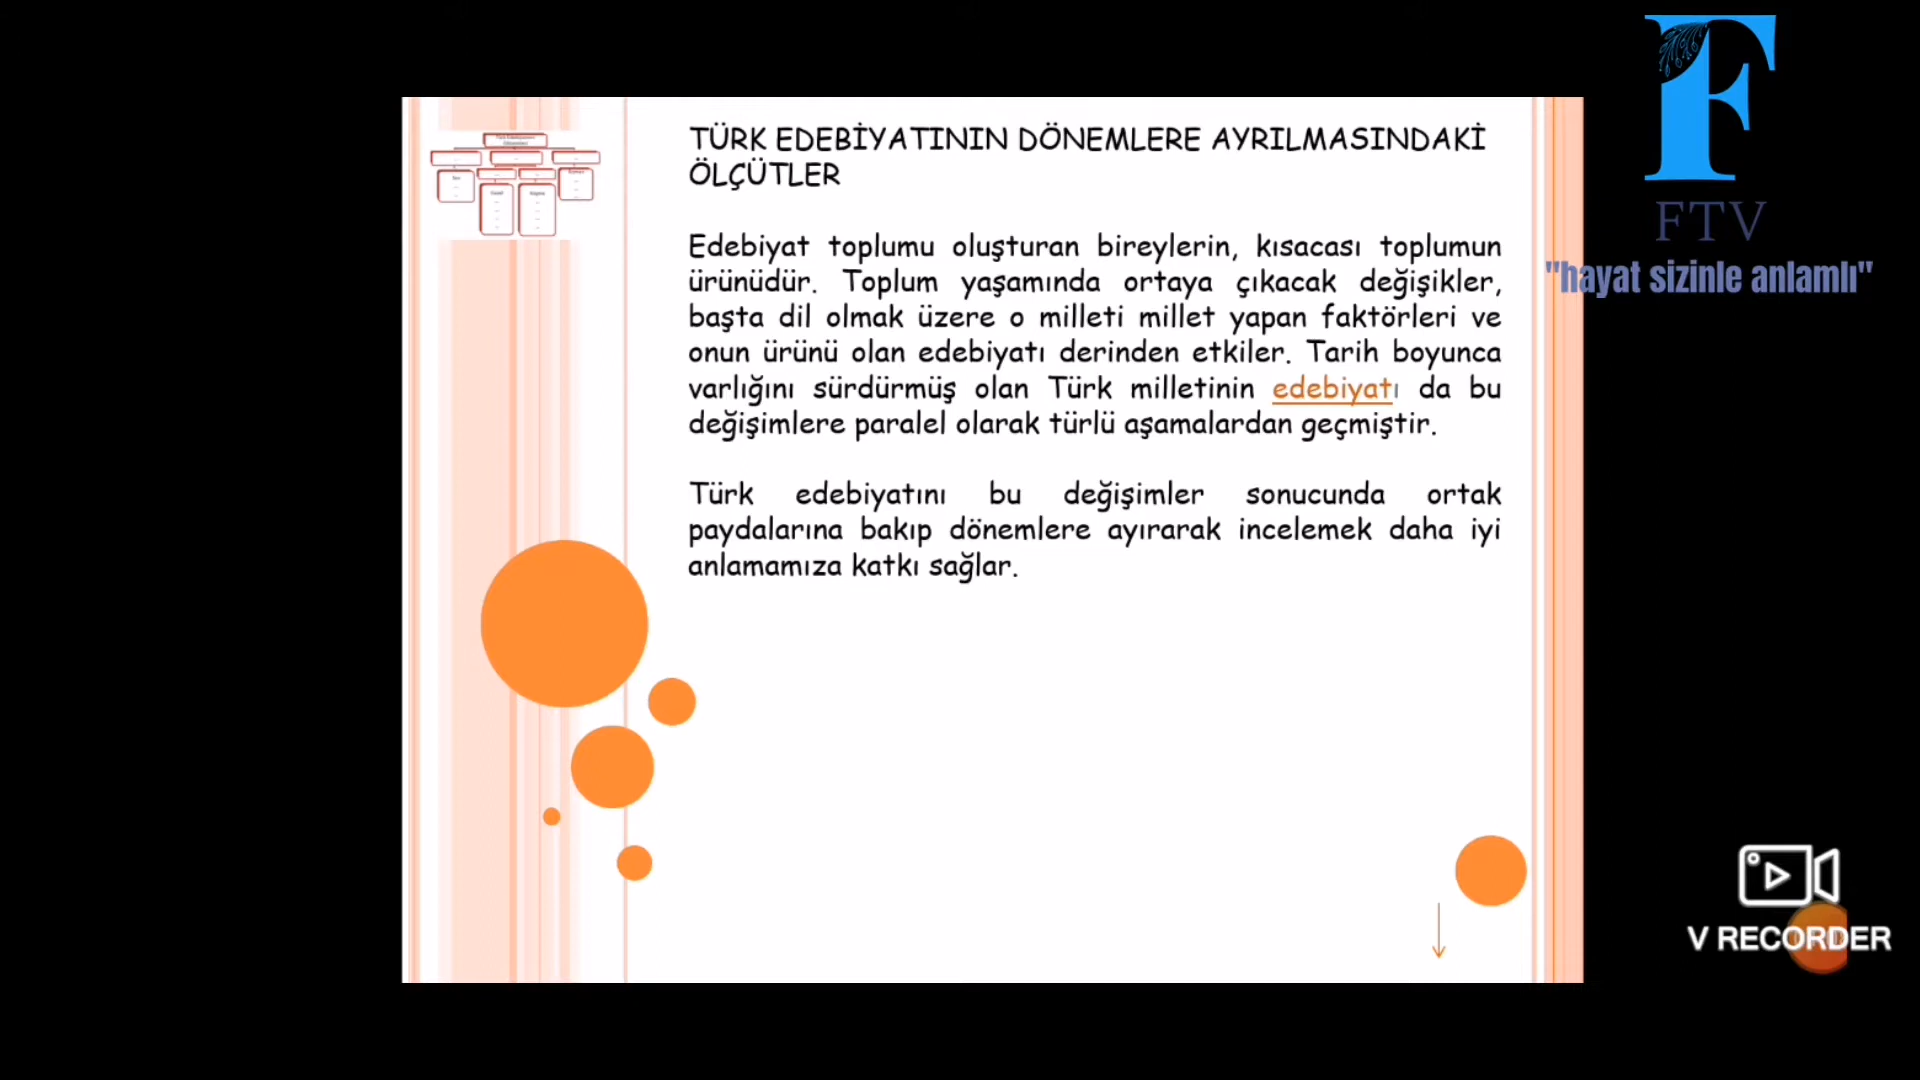 TÜRK EDEBİYATININ DÖNEMLERE AYRILMASINDAKİ
ÖLÇÜTLER
Edebiyat toplumu oluşturan bireylerin, kısacası toplumun
ürünüdür. Toplum yaşamında ortaya çıkacak değişikler,
başta dil olmak üzere o milleti millet yapan faktörleri ve
onun ürünü olan edebiyatı derinden etkiler. Tarih boyunca
varlığını sürdürmüş olan Türk milletinin edebiyatı da bu
değişimlere paralel olarak türlü aşamalardan geçmiştir.
Türk edebiyatını bu değişimler sonucunda ortak
paydalarına bakıp dönemlere ayırarak incelemek daha iyi
anlamamıza katkı sağlar.
F
FTV
"hayat sizinle anlamlı"
V RECORDER